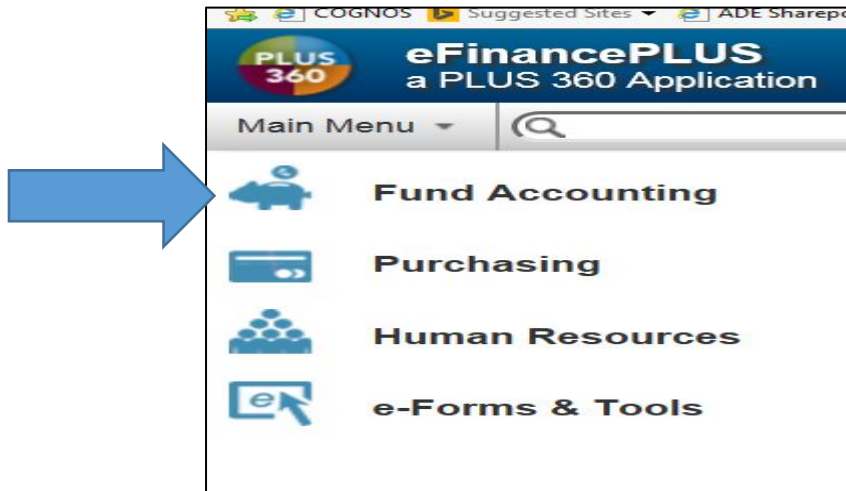 COGNOS Suggested Sites ADE Sharepo
PLUS 360 eFinancePLUS
a PLUS 360 Application
Main Menu
Fund Accounting
Purchasing
Human Resources
e-Forms & Tools